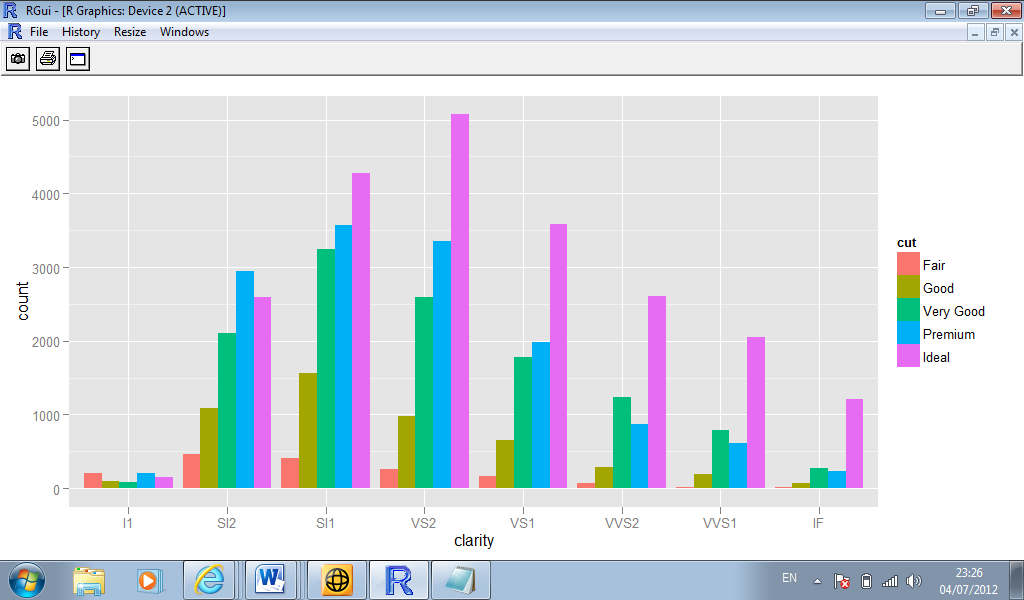 RGui - [R Graphics: Device 2 (ACTIVE)]
File History Resize Windows
5000
4000
3000
2000
1000
0
count
I1 SI2 SI1 VS2 VS1 VVS2 VVS1 IF
clarity
cut
Fair
Good
Very Good
Premium
Ideal
EN
23:26
04/07/2012